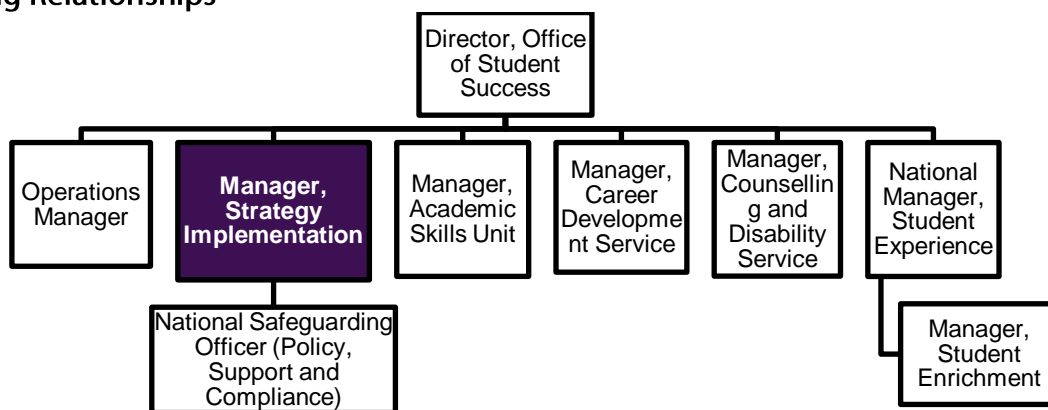 g Relationships
Director, Office
of Student
Success
Operations
Manager
Manager,
Strategy
Implementation
Manager,
Academic
Skills Unit
Manager,
Career
Developme
nt Service
Manager,
Counsellin
g and
Disability
Service
National
Manager,
Student
Experience
National Safeguarding
Officer (Policy,
Support and
Compliance)
Manager,
Student
Enrichment